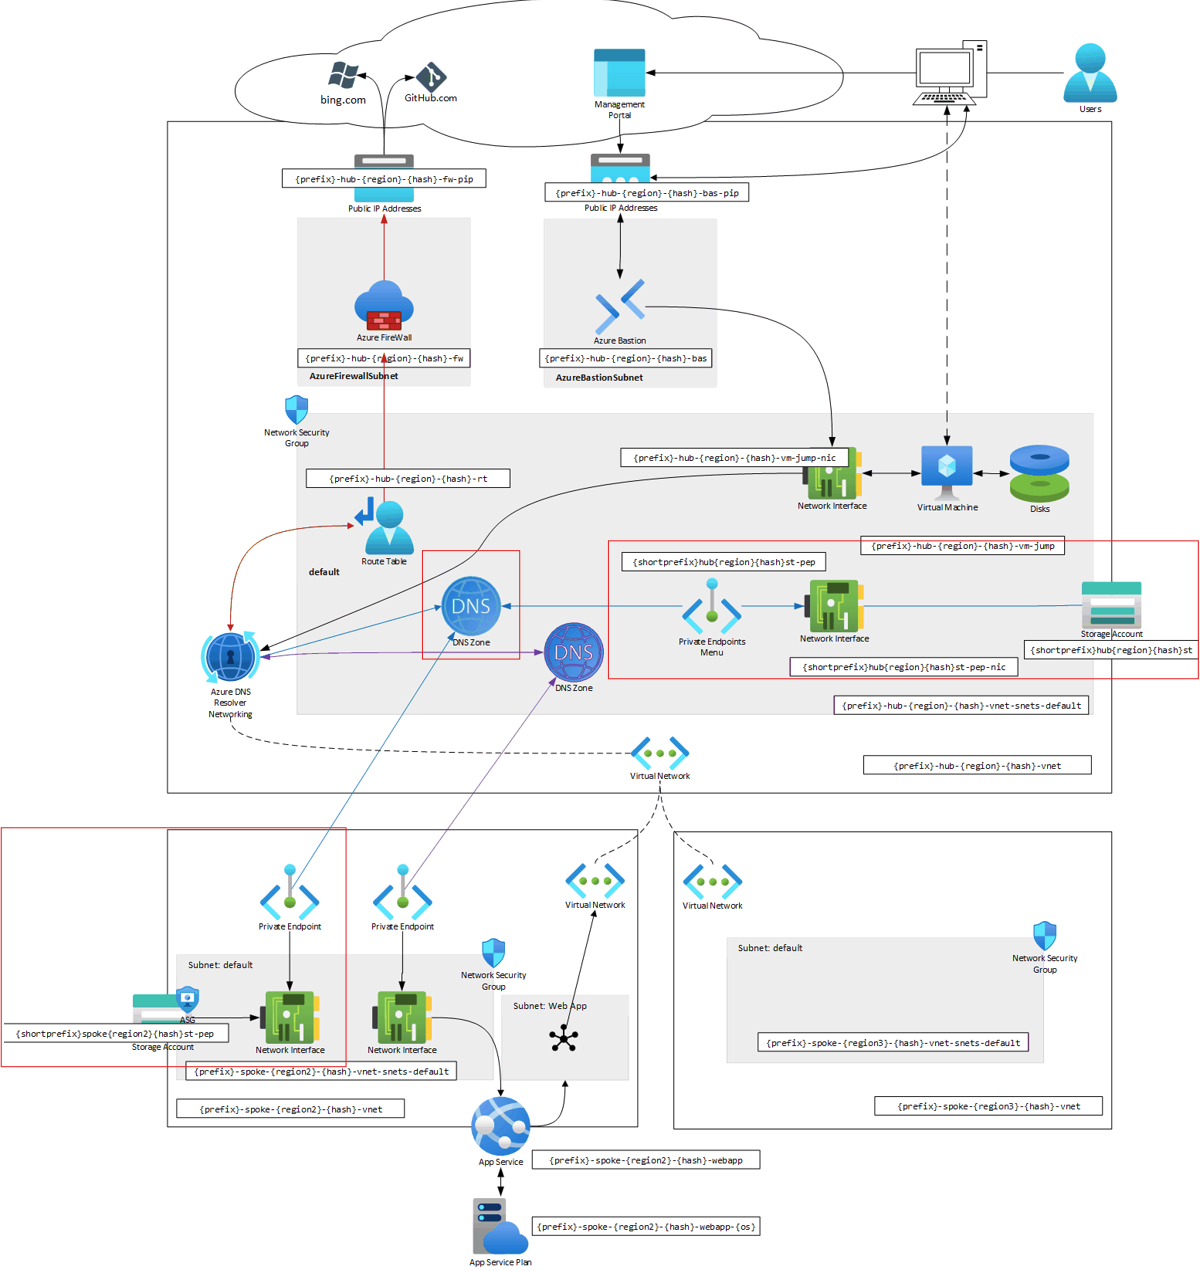 bing.com
GitHub.com
Management
Portal
Users
{prefix}-hub-{region}-{hash}-fw-pip
Public IP Addresses
{prefix}-hub-{region}-{hash}-bas-pip
Public IP Addresses
Azure FireWall
{prefix}-hub-{region}-{hash}-fw
AzureFirewallSubnet
Azure Bastion
{prefix}-hub-{region}-{hash}-bas
AzureBastionSubnet
Network Security
Group
{prefix}-hub-{region}-{hash}-rt
Route Table
default
{prefix}-hub-{region}-{hash}-vm-jump-nic
Network Interface
Virtual Machine
Disks
{prefix}-hub-{region}-{hash}-vm-jump
{shortprefix}hub{region}{hash}st-pep
DNS
DNS Zone
DNS
DNS Zone
Private Endpoints
Menu
Network Interface
{shortprefix}hub{region}{hash}st-pep-nic
Storage Account
{shortprefix}hub{region}{hash}st
Azure DNS
Resolver
Networking
{prefix}-hub-{region}-{hash}-vnet-snets-default
Virtual Network
{prefix}-hub-{region}-{hash}-vnet
Private Endpoint
Private Endpoint
Virtual Network
Virtual Network
Subnet: default
Network Security
Group
Subnet: Web App
ASG
{shortprefix}spoke{region2}{hash}st-pep
Storage Account
Network Interface
Network Interface
{prefix}-spoke-{region2}-{hash}-vnet-snets-default
{prefix}-spoke-{region2}-{hash}-vnet
Subnet: default
Network Security
Group
{prefix}-spoke-{region3}-{hash}-vnet-snets-default
{prefix}-spoke-{region3}-{hash}-vnet
App Service
{prefix}-spoke-{region2}-{hash}-webapp
{prefix}-spoke-{region2}-{hash}-webapp-{os}
App Service Plan